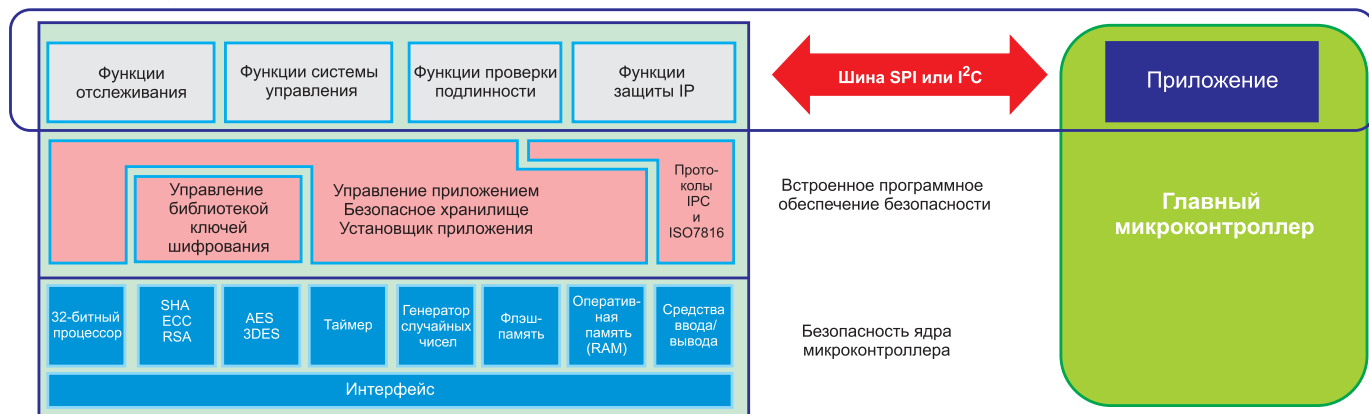 Функции
отслеживания
Функции системы
управления
Функции проверки
подлинности
Функции
защиты IP
Шина SPI или I²C
Приложение
Управление
библиотекой
ключей
шифрования
Управление приложением
Безопасное хранилище
Установщик приложения
Прото-
колы
IPC
и
ISO7816
Встроенное программное
обеспечение безопасности
Главный
микроконтроллер
32-битный
процессор
SHA
ECC
RSA
AES
3DES
Таймер
Генератор
случайных
чисел
Флэш-
память
Оператив-
ная
память
(RAM)
Средства
ввода/
вывода
Безопасность ядра
микроконтроллера
Интерфейс